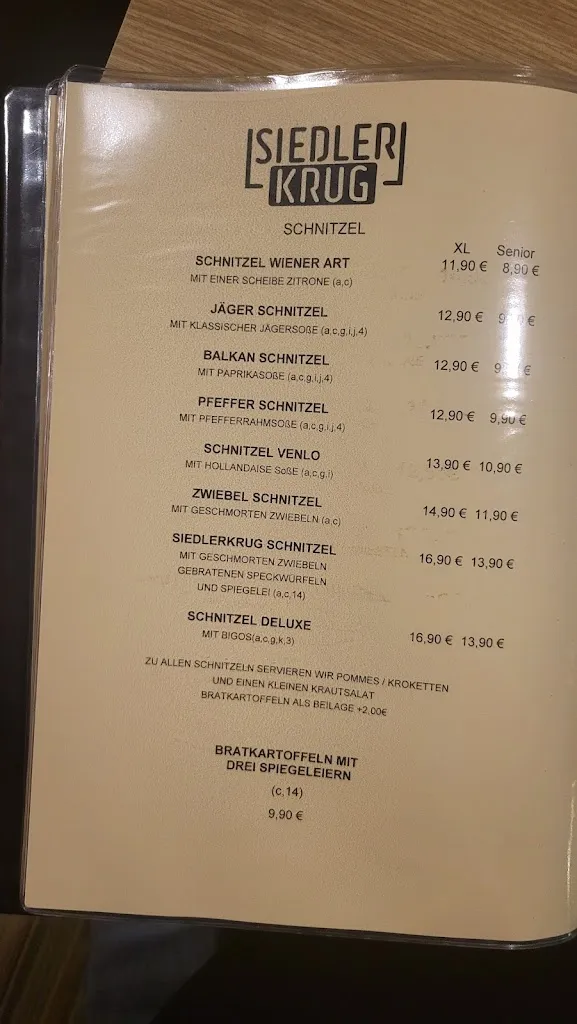 SIEDLER
KRUG
SCHNITZEL
XL Senior
SCHNITZEL WIENER ART 11,90 € 8,90 €
MIT EINER SCHEIBE ZITRONE (a,c)
JÄGER SCHNITZEL 12,90 € €
MIT KLASSISCHER JÄGERSOßE (a,c,g,i,j,4)
BALKAN SCHNITZEL 12,90 € €
MIT PAPRIKASOßE (a,c,g,i,j,4)
PFEFFER SCHNITZEL 12,90 € 9,90 €
MIT PFEFFERRAHMSOßE (a,c,g,i,j,4)
SCHNITZEL VENLO 13,90 € 10,90 €
MIT HOLLANDAISE SoßE (a,c,g,i)
ZWIEBEL SCHNITZEL 14,90 € 11,90 €
MIT GESCHMORTEN ZWIEBELN (a,c)
SIEDLERKRUG SCHNITZEL 16,90 € 13,90 €
MIT GESCHMORTEN ZWIEBELN
GEBRATENEN SPECKWÜRFELN
UND SPIEGELEI (a,c,14)
SCHNITZEL DELUXE 16,90 € 13,90 €
MIT BIGOS(a,c,g,k,3)
ZU ALLEN SCHNITZELN SERVIEREN WIR POMMES / KROKETTEN
UND EINEN KLEINEN KRAUTSALAT
BRATKARTOFFELN ALS BEILAGE +2,00€
BRATKARTOFFELN MIT
DREI SPIEGELEIERN
(c,14)
9,90 €